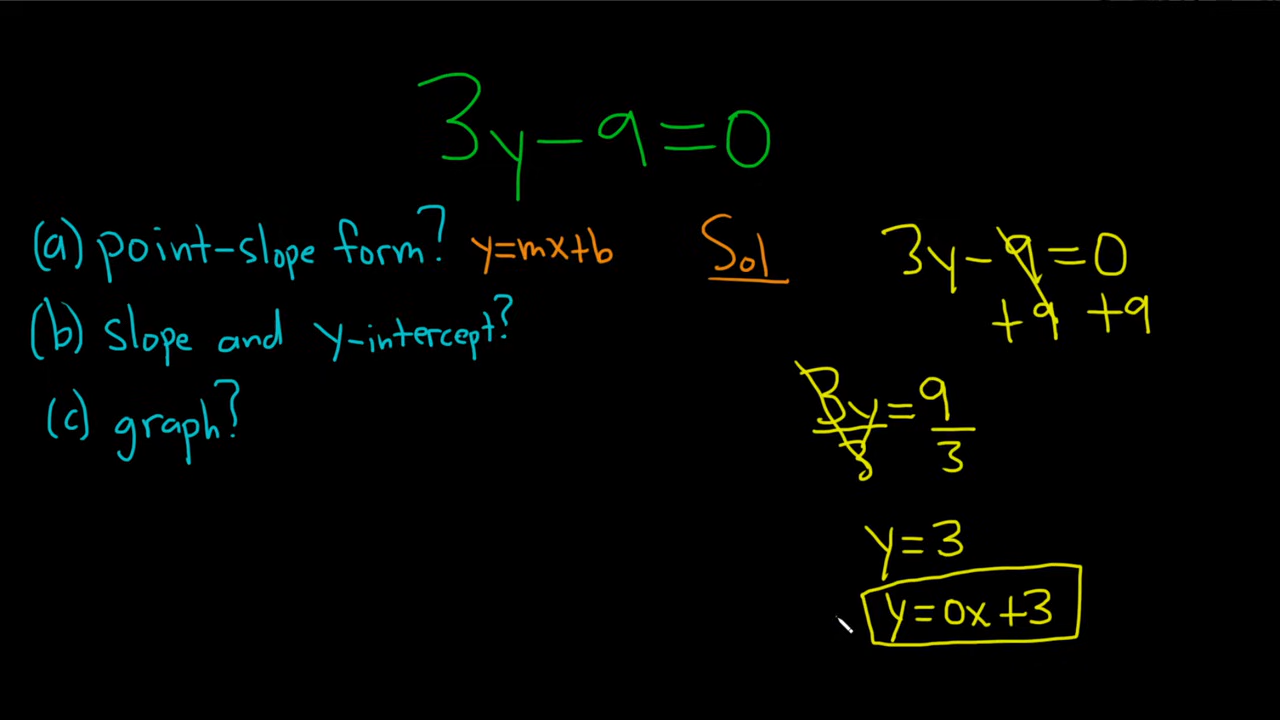 3y-9=0
(a) point-slope form? y=mx+b
(b) slope and y-intercept?
(c) graph?
Sol
3y-9=0
+9 +9
3y=9
3 3
y=3
y=0x+3